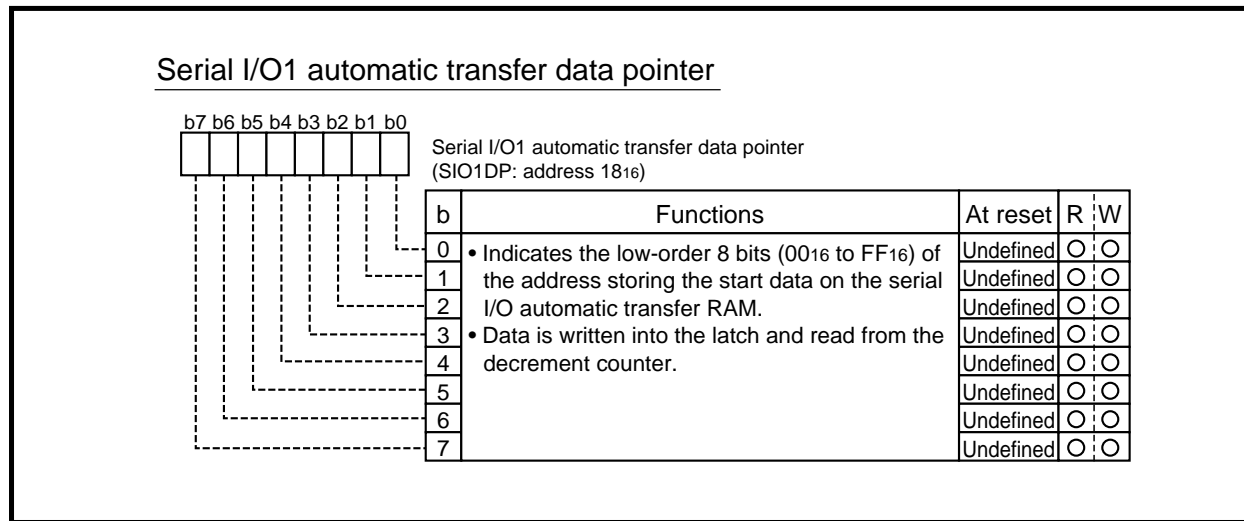 Serial I/O1 automatic transfer data pointer
b7 b6 b5 b4 b3 b2 b1 b0
Serial I/O1 automatic transfer data pointer
(SIO1DP: address 1816)
b Functions At reset R W
0 • Indicates the low-order 8 bits (0016 to FF16) of Undefined O O
1 the address storing the start data on the serial Undefined O O
2 I/O automatic transfer RAM. Undefined O O
3 • Data is written into the latch and read from the Undefined O O
4 decrement counter. Undefined O O
5 Undefined O O
6 Undefined O O
7 Undefined O O